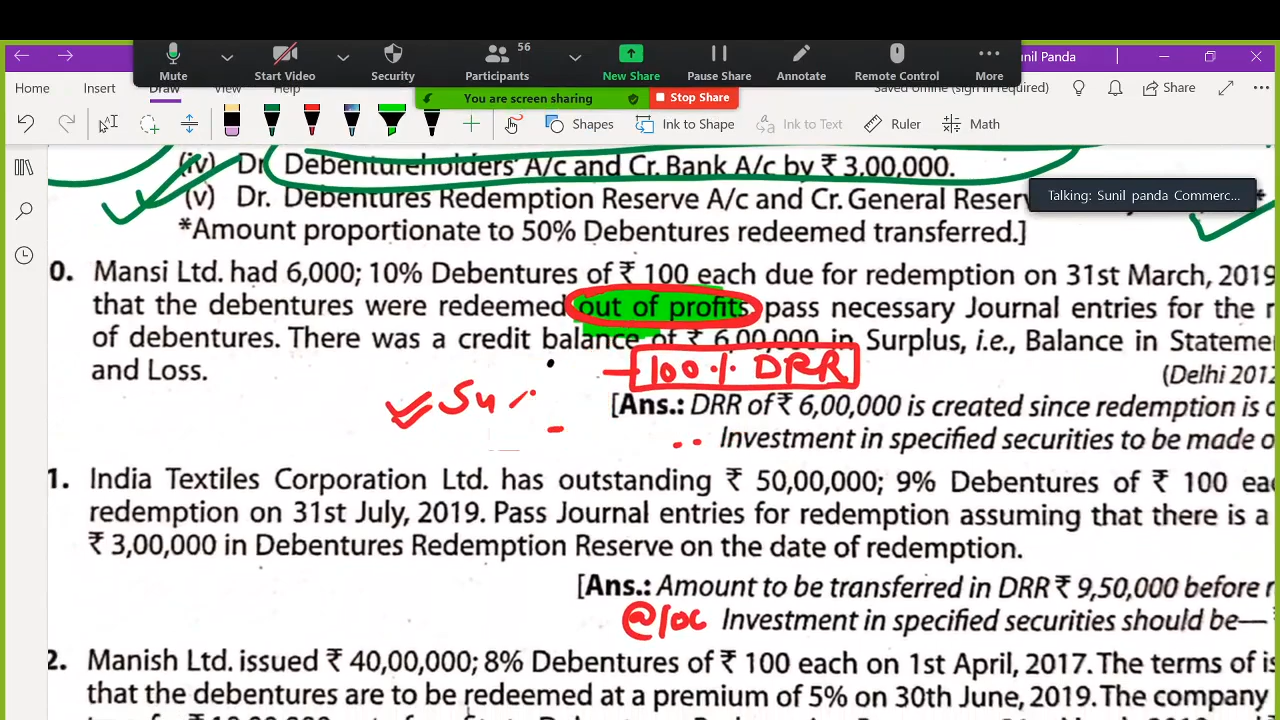 56
nil Panda
Mute
Start Video
Security
Participants
New Share
Pause Share
Annotate
Remote Control
More
Home
Insert
Draw
View
Help
You are screen sharing
Stop Share
Share
Shapes
Ink to Shape
Ink to Text
Ruler
Math
Talking: Sunil panda Commerc...
(iv) Dr. Debentureholders' A/c and Cr. Bank A/c by ₹ 3,00,000.
(v) Dr. Debentures Redemption Reserve A/c and Cr. General Reserv
*Amount proportionate to 50% Debentures redeemed transferred.]
0. Mansi Ltd. had 6,000; 10% Debentures of ₹ 100 each due for redemption on 31st March, 2019
that the debentures were redeemed out of profits, pass necessary Journal entries for the r
of debentures. There was a credit balance of ₹ 6,00,000 in Surplus, i.e., Balance in Stateme
and Loss.
100% DRR
(Delhi 2012
Su
[Ans.: DRR of ₹ 6,00,000 is created since redemption is o
Investment in specified securities to be made o
1. India Textiles Corporation Ltd. has outstanding ₹ 50,00,000; 9% Debentures of ₹ 100 eac
redemption on 31st July, 2019. Pass Journal entries for redemption assuming that there is a
₹ 3,00,000 in Debentures Redemption Reserve on the date of redemption.
[Ans.: Amount to be transferred in DRR ₹ 9,50,000 before r
Investment in specified securities should be—
2. Manish Ltd. issued ₹ 40,00,000; 8% Debentures of ₹ 100 each on 1st April, 2017. The terms of is
that the debentures are to be redeemed at a premium of 5% on 30th June, 2019. The company